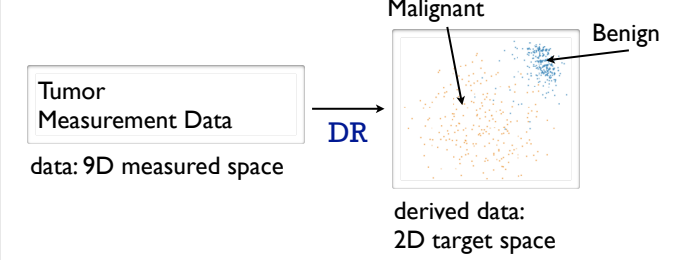 Malignant
Benign
Tumor
Measurement Data
DR
data: 9D measured space
derived data:
2D target space